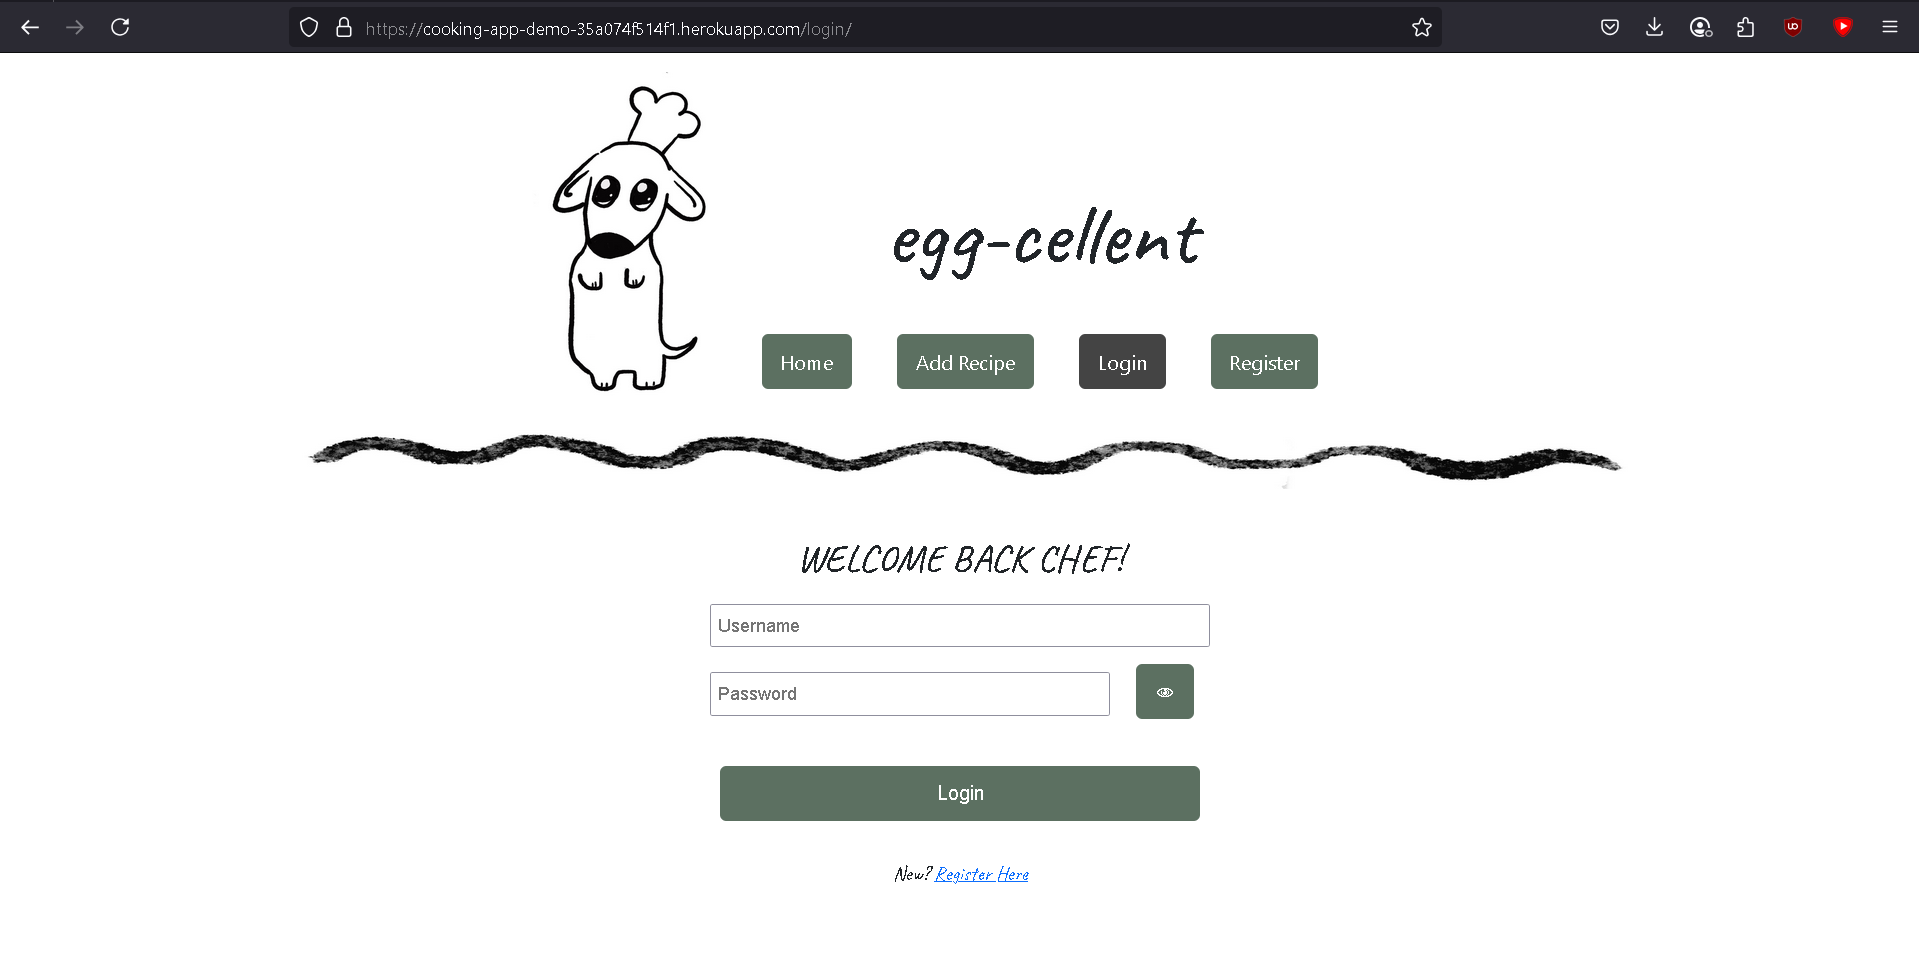 https://cooking-app-demo-35a074f514f1.herokuapp.com/login/
egg-cellent
Home Add Recipe Login Register
WELCOME BACK CHEF!
Username
Password
Login
New? Register Here